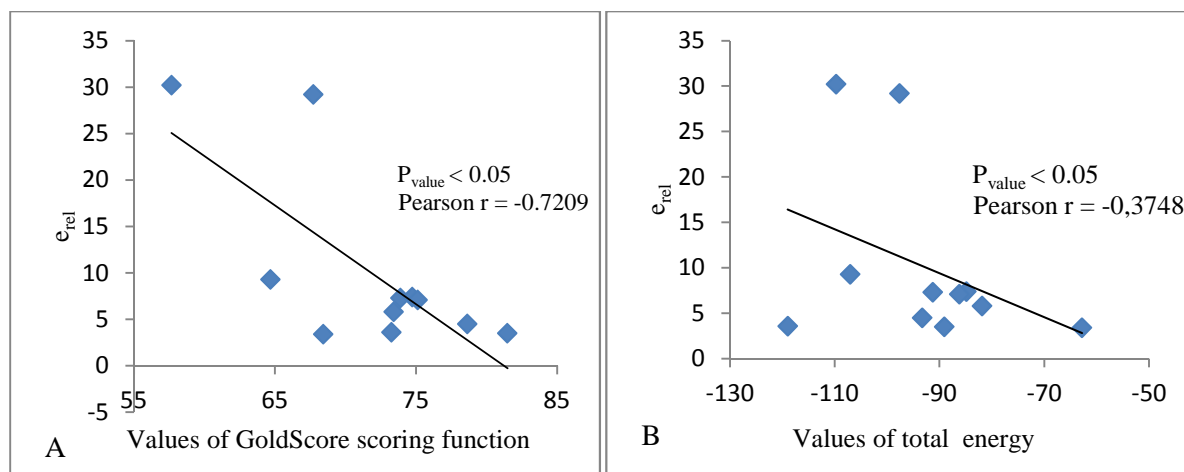 35
30
25
20
15
10
5
0
-5
e_rel
P_value < 0.05
Pearson r = -0.7209
55 65 75 85
A
Values of GoldScore scoring function
35
30
25
20
15
10
5
0
e_rel
P_value < 0.05
Pearson r = -0,3748
-130 -110 -90 -70 -50
B
Values of total energy